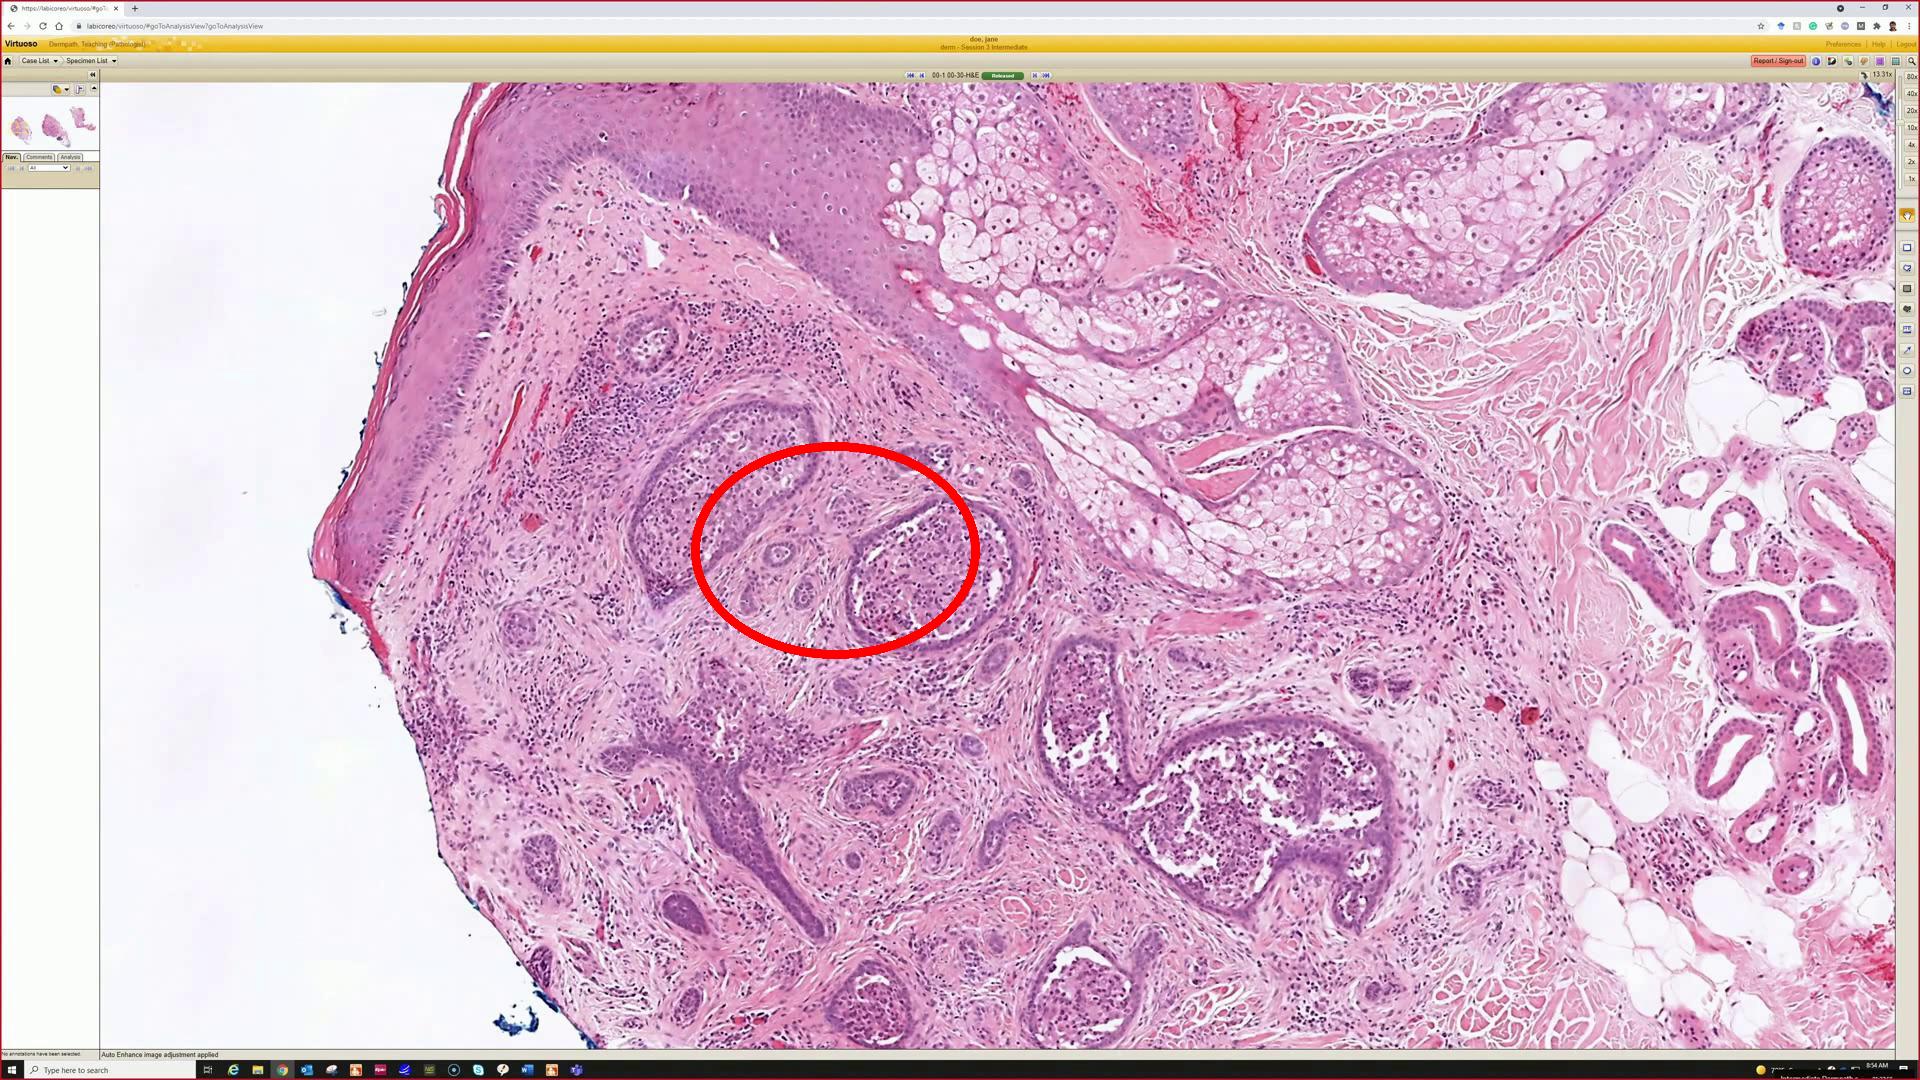 https://labicoreo/virtuoso/#goT
labicoreo/virtuoso/#goToAnalysisView?goToAnalysisView
Virtuoso
Dermpath, Teaching (Pathologist)
doe, jane
derm - Session 3 Intermediate
Preferences
Help
Logout
Case List
Specimen List
Report / Sign-out
00-1 00-30-H&E
Released
13.31x
80x
40x
20x
10x
4x
2x
1x
Nav.
Comments
Analysis
All
No annotations have been selected.
Auto Enhance image adjustment applied
Type here to search
8:54 AM